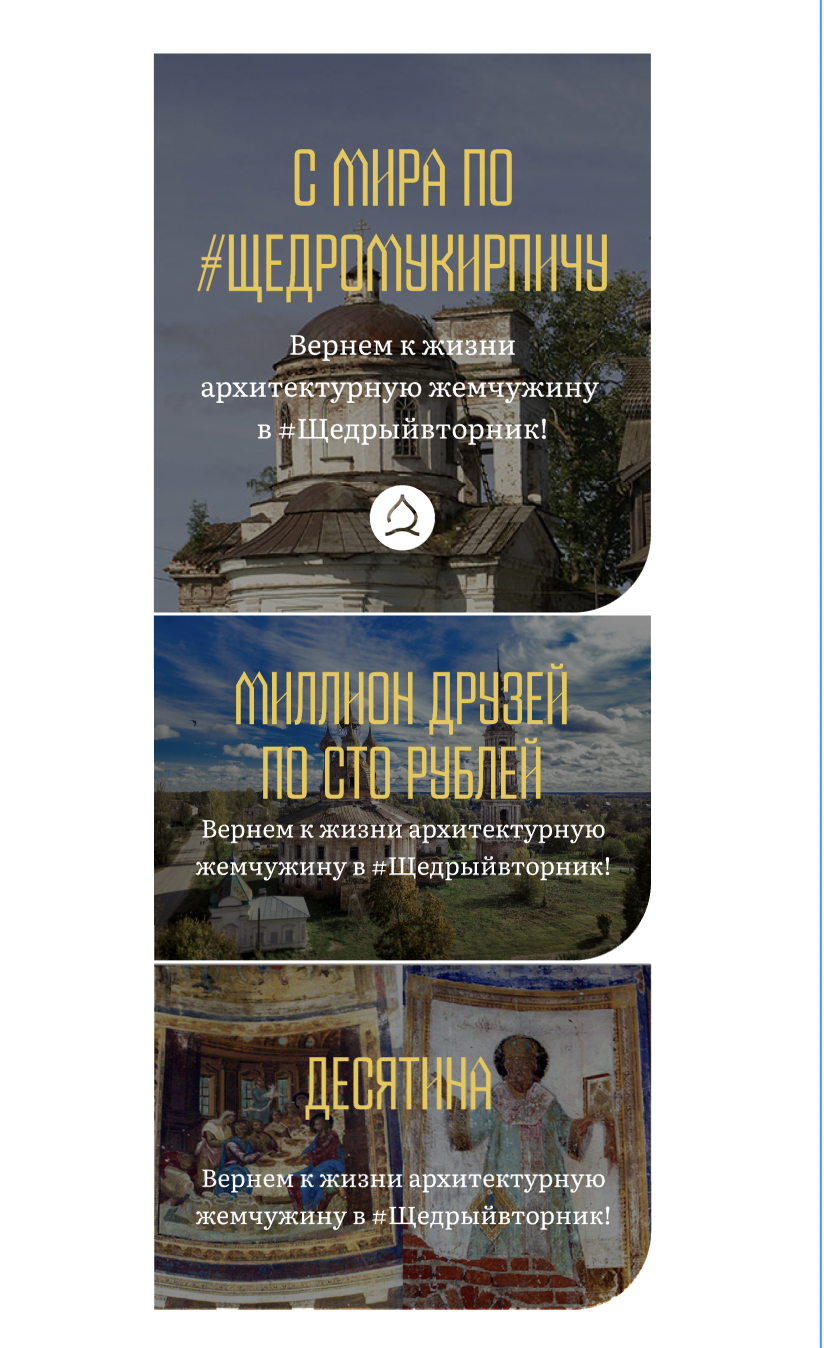 С МИРА ПО
#ЩЕДРОМУКИРПИЧУ
Вернем к жизни
архитектурную жемчужину
в #Щедрыйвторник!
МИЛЛИОН ДРУЗЕЙ
ПО СТО РУБЛЕЙ
Вернем к жизни архитектурную
жемчужину в #Щедрыйвторник!
ДЕСЯТИНА
Вернем к жизни архитектурную
жемчужину в #Щедрыйвторник!